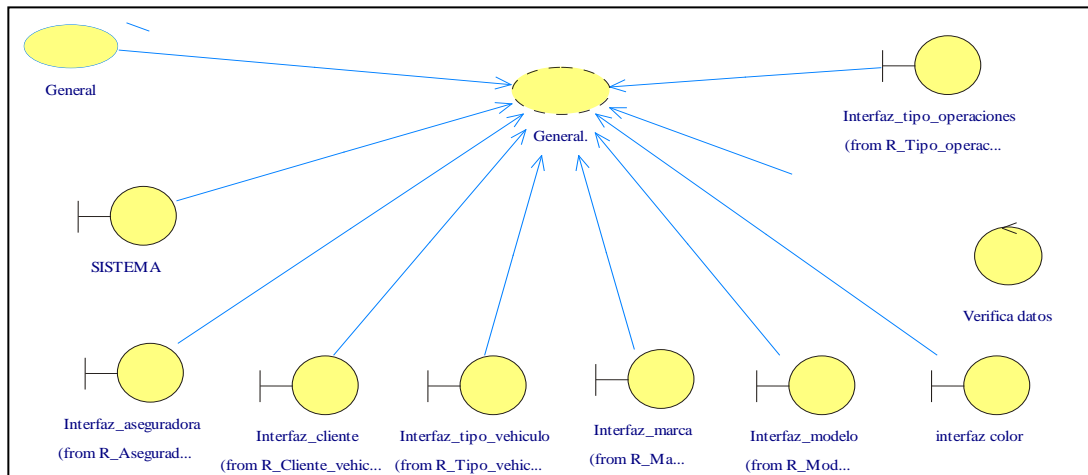 General
General.
Interfaz_tipo_operaciones
(from R_Tipo_operac...
SISTEMA
Verifica datos
Interfaz_aseguradora
(from R_Asegurad...
Interfaz_cliente
(from R_Cliente_vehic...
Interfaz_tipo_vehiculo
(from R_Tipo_vehic...
Interfaz_marca
(from R_Ma...
Interfaz_modelo
(from R_Mod...
interfaz color